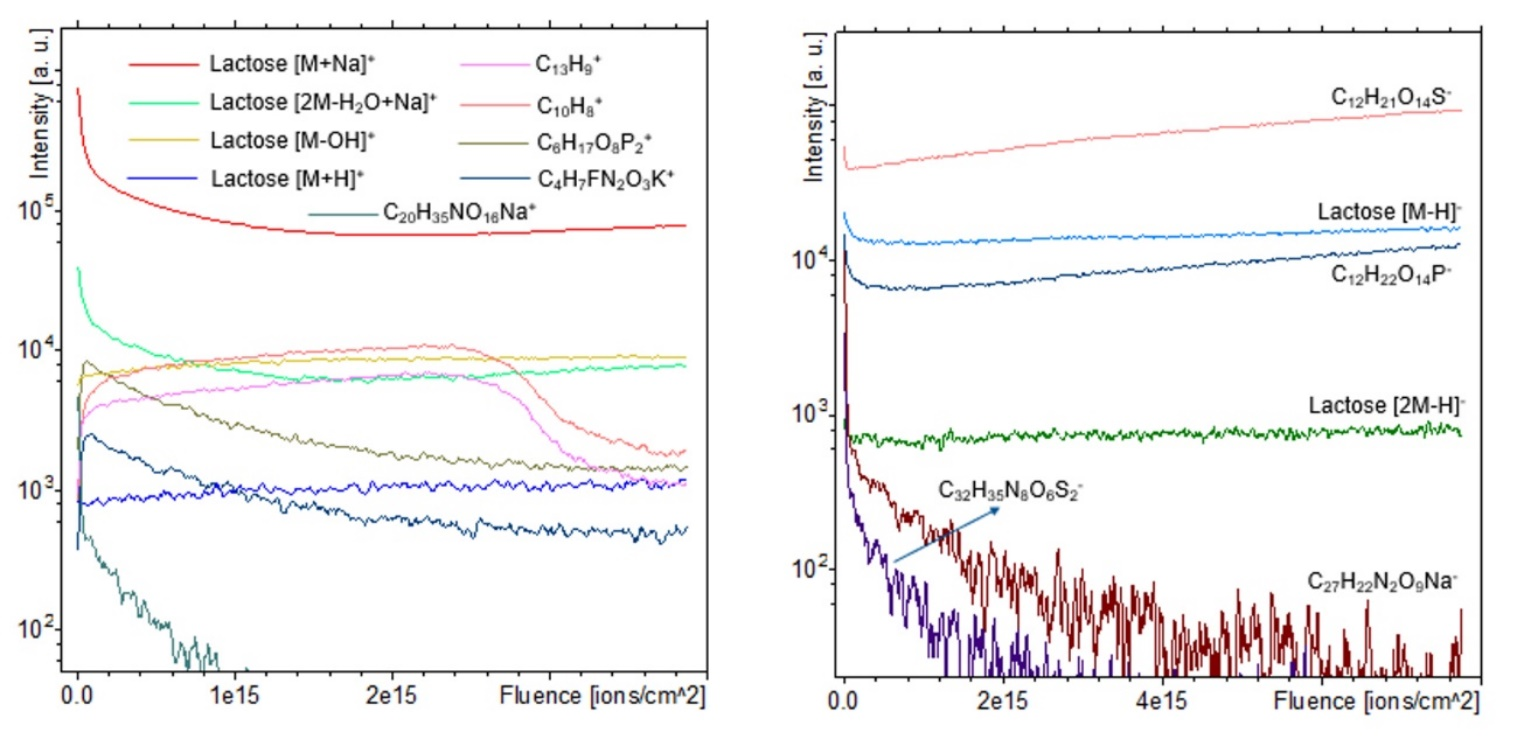 Intensity [a. u.]
Lactose [M+Na]⁺
C₁₃H₉⁺
Lactose [2M-H₂O+Na]⁺
C₁₀H₈⁺
Lactose [M-OH]⁺
C₆H₁₇O₈P₂⁺
Lactose [M+H]⁺
C₄H₇FN₂O₃K⁺
C₂₀H₃₅NO₁₆Na⁺
10⁵
10⁴
10³
10²
0.0
1e15
2e15
Fluence [ions/cm^2]
Intensity [a. u.]
C₁₂H₂₁O₁₄S⁻
Lactose [M-H]⁻
10⁴
C₁₂H₂₂O₁₄P⁻
Lactose [2M-H]⁻
10³
C₃₂H₃₅N₈O₆S₂⁻
10²
C₂₇H₂₂N₂O₉Na⁻
0.0
2e15
4e15
Fluence [ions/cm^2]